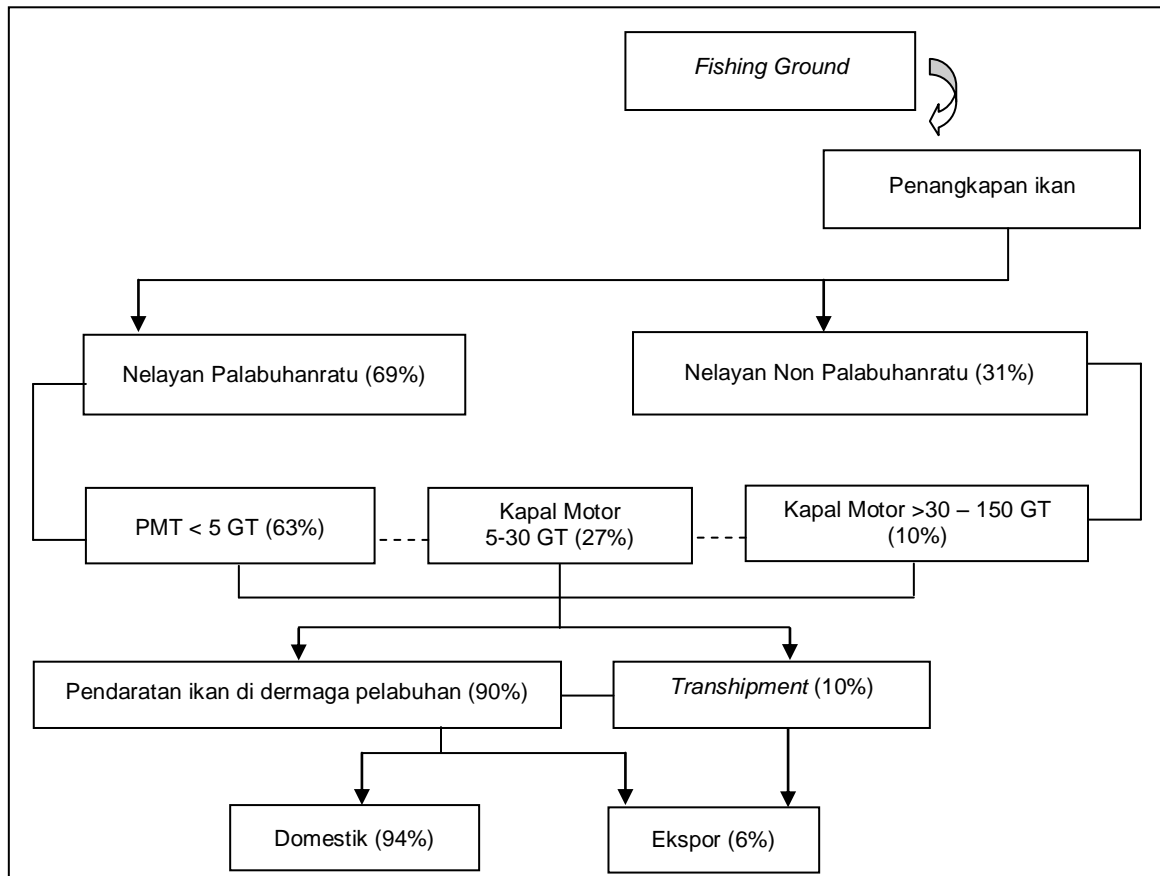 Fishing Ground
Penangkapan ikan
Nelayan Palabuhanratu (69%)
Nelayan Non Palabuhanratu (31%)
PMT < 5 GT (63%)
Kapal Motor
5-30 GT (27%)
Kapal Motor >30 – 150 GT
(10%)
Pendaratan ikan di dermaga pelabuhan (90%)
Transhipment (10%)
Domestik (94%)
Ekspor (6%)